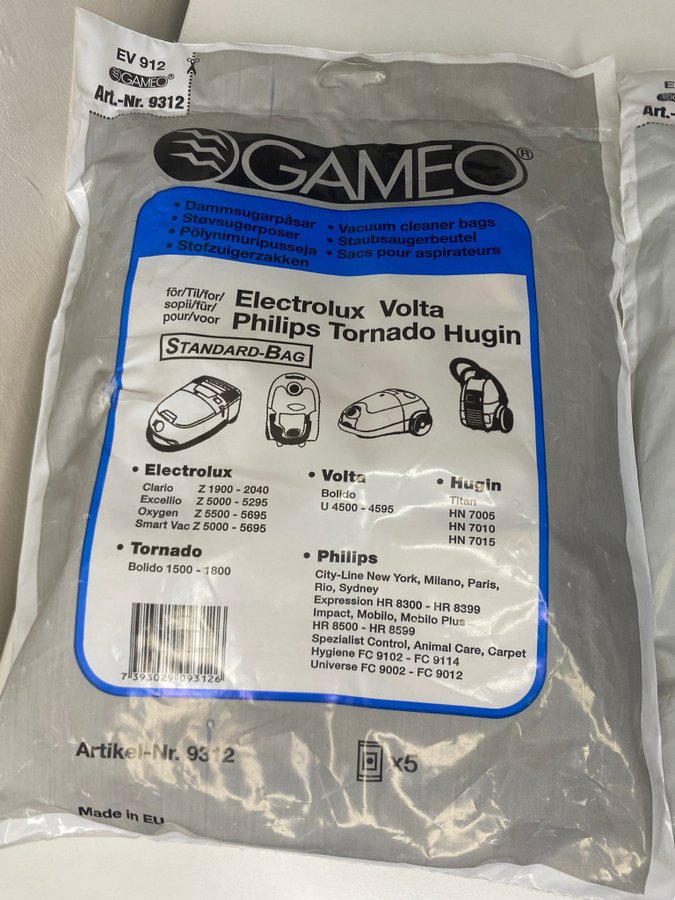 EV 912
GAMEO®
Art.-Nr. 9312
GAMEO®
• Dammsugarpåsar
• Støvsugerposer
• Pölynimuripusseja
• Stofzuigerzakken
• Vacuum cleaner bags
• Staubsaugerbeutel
• Sacs pour aspirateurs
för/Til/for/
sopii/für/
pour/voor
Electrolux Volta
Philips Tornado Hugin
STANDARD-BAG
• Electrolux
Clario Z 1900 - 2040
Excellio Z 5000 - 5295
Oxygen Z 5500 - 5695
Smart Vac Z 5000 - 5695
• Volta
Bolido
U 4500 - 4595
• Hugin
Titan
HN 7005
HN 7010
HN 7015
• Tornado
Bolido 1500 - 1800
• Philips
City-Line New York, Milano, Paris,
Rio, Sydney
Expression HR 8300 - HR 8399
Impact, Mobilo, Mobilo Plus
HR 8500 - HR 8599
Spezialist Control, Animal Care, Carpet
Hygiene FC 9102 - FC 9114
Universe FC 9002 - FC 9012
7 393029 093126
Artikel-Nr. 9312
x5
Made in EU
Art.-